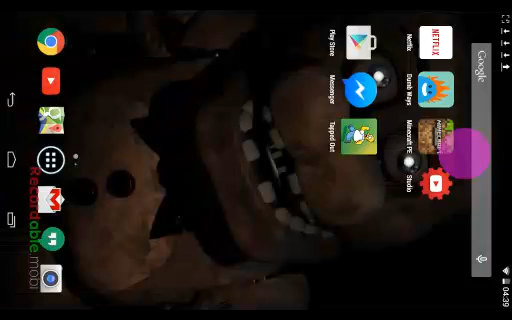 04:39
Google
NETFLIX
Netflix
Dumb Ways
Minecraft PE
Studio
Play Store
Messenger
Tapped Out
Recordable.mobi